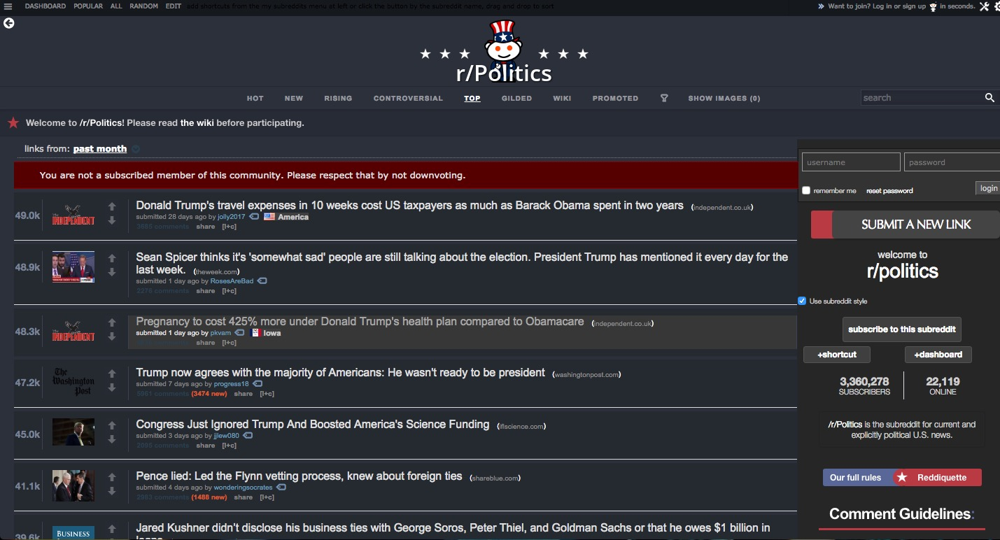 DASHBOARD POPULAR ALL RANDOM EDIT add shortcuts from the my subreddits menu at left or click the button by the subreddit name, drag and drop to sort
Want to join? Log in or sign up in seconds.
r/Politics
HOT NEW RISING CONTROVERSIAL TOP GILDED WIKI PROMOTED SHOW IMAGES (0)
search
Welcome to /r/Politics! Please read the wiki before participating.
links from: past month
You are not a subscribed member of this community. Please respect that by not downvoting.
49.0k
INDEPENDENT
Donald Trump's travel expenses in 10 weeks cost US taxpayers as much as Barack Obama spent in two years (independent.co.uk)
submitted 28 days ago by jolly2017 America
comments share [l+c]
48.9k
Sean Spicer thinks it's 'somewhat sad' people are still talking about the election. President Trump has mentioned it every day for the
last week. (theweek.com)
submitted 1 day ago by RosesAreBad
2276 comments share [l+c]
48.3k
INDEPENDENT
Pregnancy to cost 425% more under Donald Trump's health plan compared to Obamacare (independent.co.uk)
submitted 1 day ago by pkvam Iowa
share [l+c]
47.2k
The
Washington
Post
Trump now agrees with the majority of Americans: He wasn't ready to be president (washingtonpost.com)
submitted 7 days ago by progress18
comments (3474 new) share [l+c]
45.0k
Congress Just Ignored Trump And Boosted America's Science Funding (iflscience.com)
submitted 3 days ago by jjlew080
comments share [l+c]
41.1k
Pence lied: Led the Flynn vetting process, knew about foreign ties (shareblue.com)
submitted 4 days ago by wonderingsocrates
comments (1488 new) share [l+c]
39.6k
BUSINESS
Jared Kushner didn't disclose his business ties with George Soros, Peter Thiel, and Goldman Sachs or that he owes $1 billion in
loans
username password
remember me reset password login
SUBMIT A NEW LINK
welcome to
r/politics
Use subreddit style
subscribe to this subreddit
+shortcut +dashboard
3,360,278 22,119
SUBSCRIBERS ONLINE
/r/Politics is the subreddit for current and
explicitly political U.S. news.
Our full rules Reddiquette
Comment Guidelines: